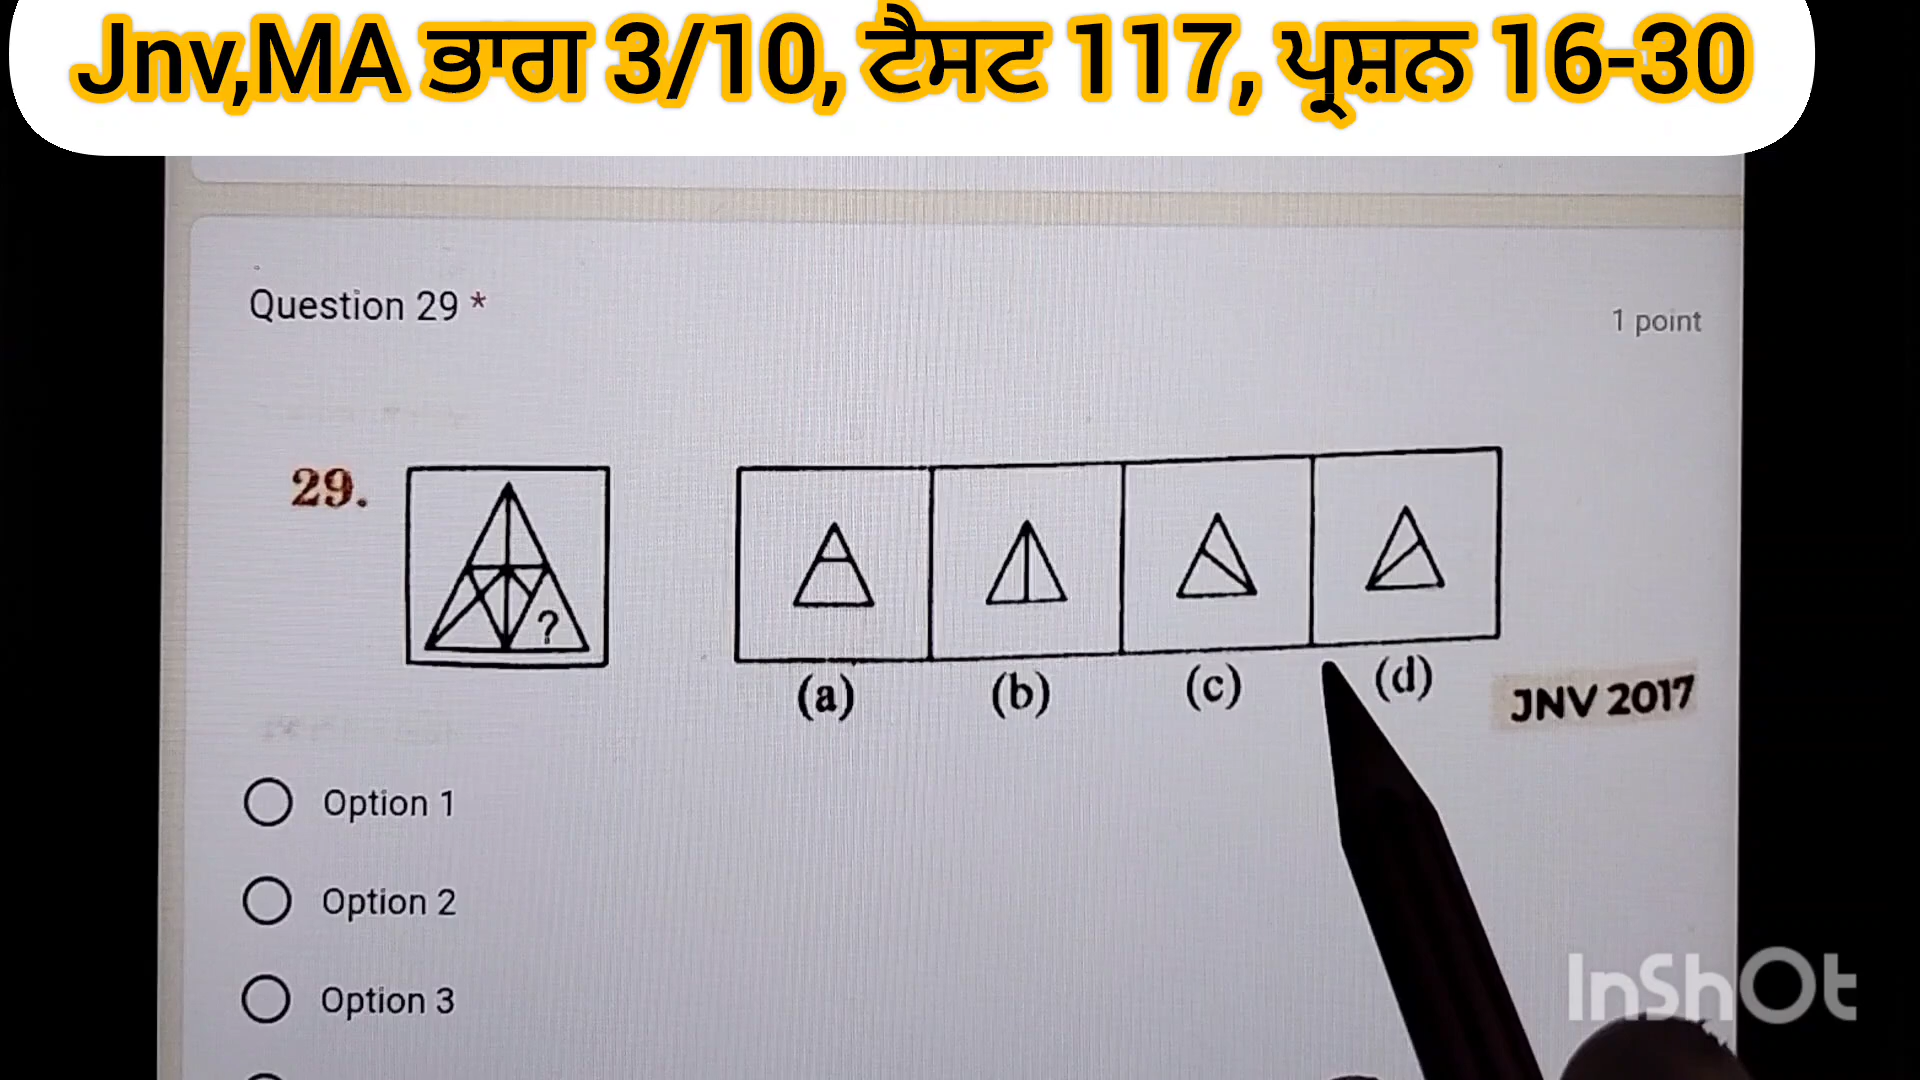 Jnv,MA ਭਾਗ 3/10, ਟੈਸਟ 117, ਪ੍ਰਸ਼ਨ 16-30
Question 29 *
1 point
29.
?
(a) (b) (c) (d)
JNV 2017
Option 1
Option 2
Option 3
InShOt